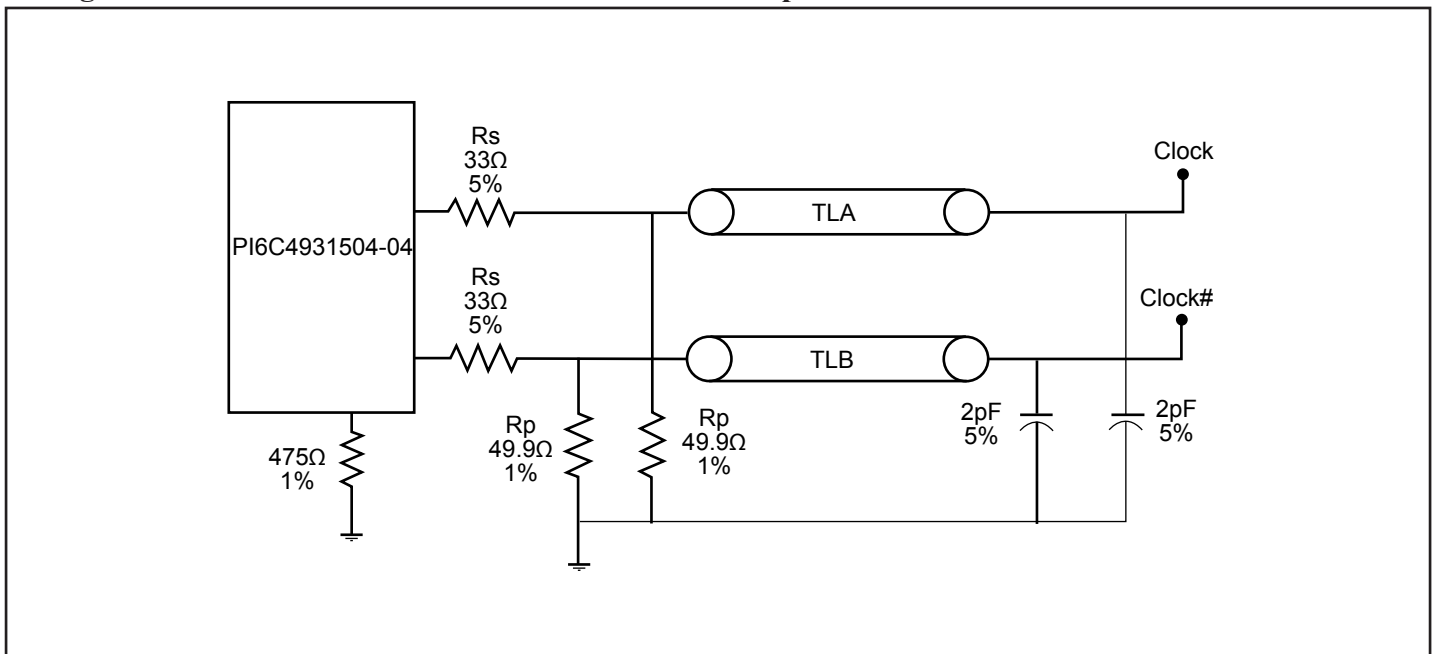 Rs
33Ω
5%
Clock
TLA
PI6C4931504-04
Rs
33Ω
5%
Clock#
TLB
475Ω
1%
Rp
49.9Ω
1%
Rp
49.9Ω
1%
2pF
5%
2pF
5%